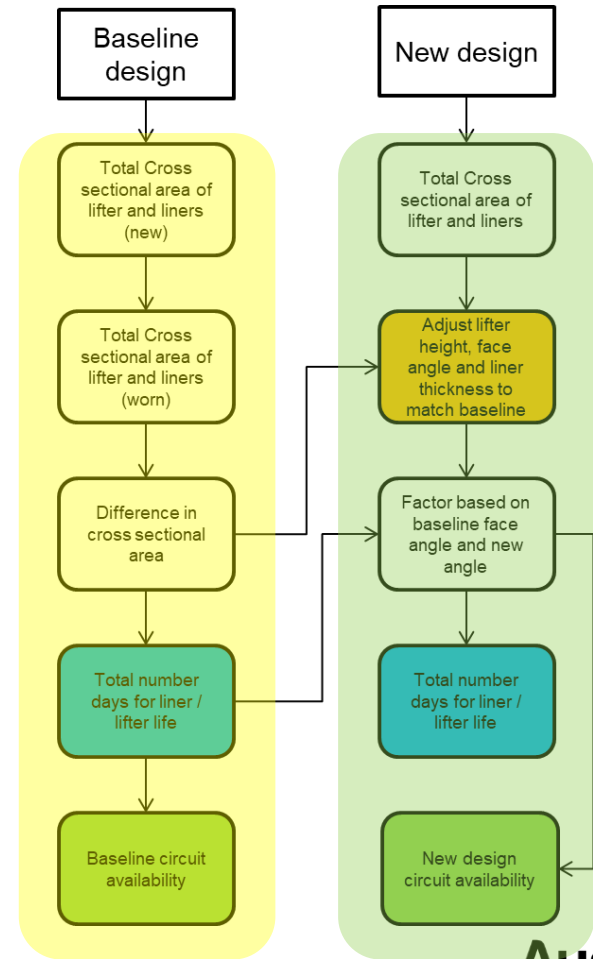 Baseline
design
Total Cross
sectional area of
lifter and liners
(new)
Total Cross
sectional area of
lifter and liners
(worn)
Difference in
cross sectional
area
Total number
days for liner /
lifter life
Baseline circuit
availability
New design
Total Cross
sectional area of
lifter and liners
Adjust lifter
height, face
angle and liner
thickness to
match baseline
Factor based on
baseline face
angle and new
angle
Total number
days for liner /
lifter life
New design
circuit availability